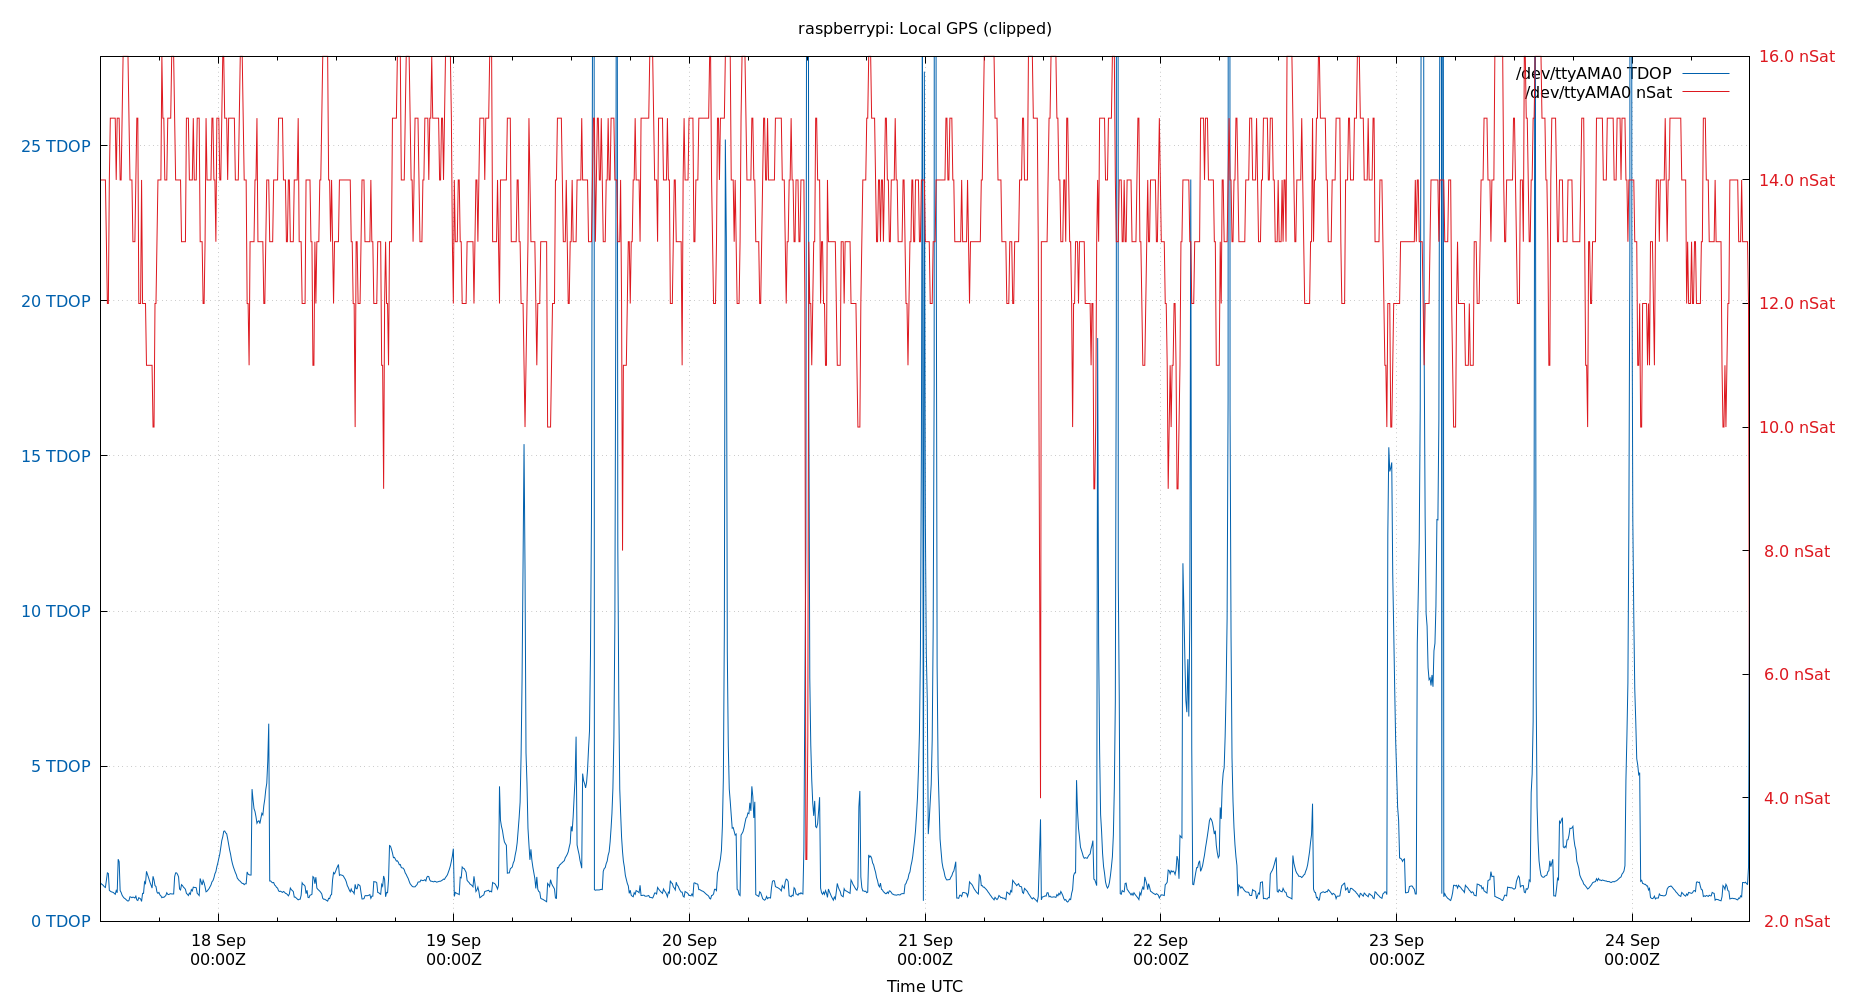 raspberrypi: Local GPS (clipped)
/dev/ttyAMA0 TDOP
/dev/ttyAMA0 nSat
25 TDOP
20 TDOP
15 TDOP
10 TDOP
5 TDOP
0 TDOP
16.0 nSat
14.0 nSat
12.0 nSat
10.0 nSat
8.0 nSat
6.0 nSat
4.0 nSat
2.0 nSat
18 Sep
00:00Z
19 Sep
00:00Z
20 Sep
00:00Z
21 Sep
00:00Z
22 Sep
00:00Z
23 Sep
00:00Z
24 Sep
00:00Z
Time UTC